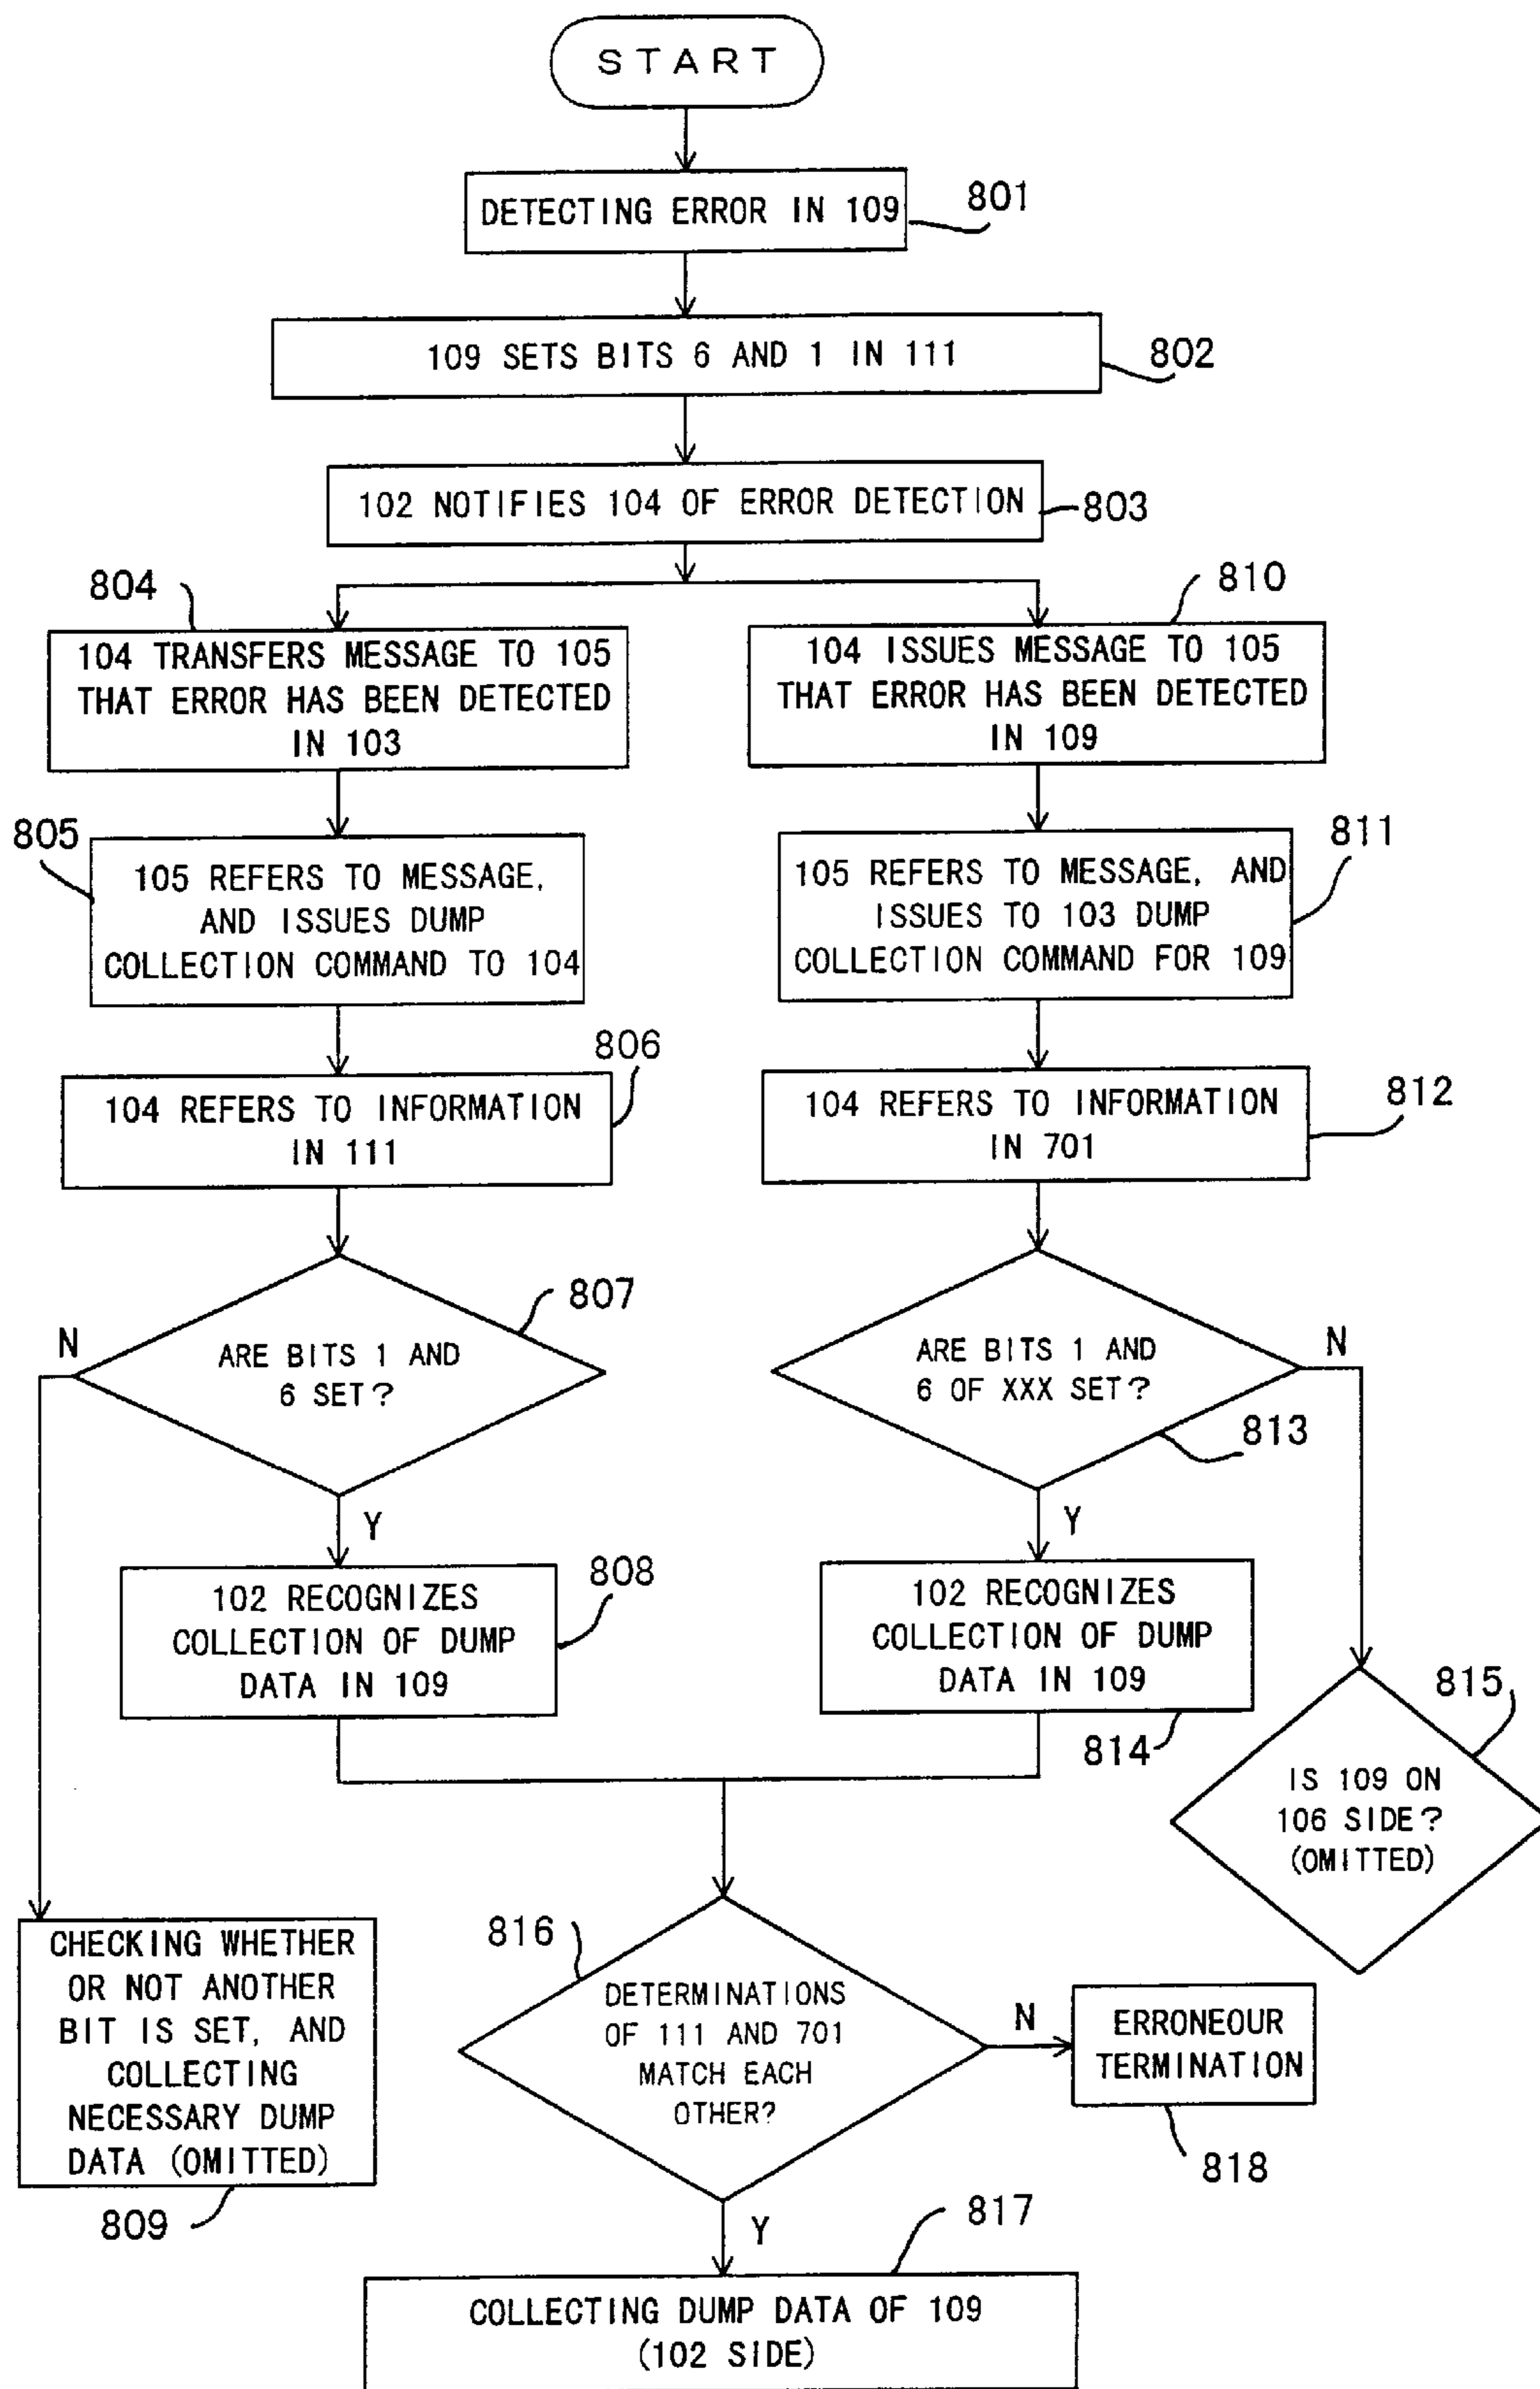 START
DETECTING ERROR IN 109
801
109 SETS BITS 6 AND 1 IN 111
802
102 NOTIFIES 104 OF ERROR DETECTION
803
804
104 TRANSFERS MESSAGE TO 105
THAT ERROR HAS BEEN DETECTED
IN 103
810
104 ISSUES MESSAGE TO 105
THAT ERROR HAS BEEN DETECTED
IN 109
805
105 REFERS TO MESSAGE,
AND ISSUES DUMP
COLLECTION COMMAND TO 104
811
105 REFERS TO MESSAGE, AND
ISSUES TO 103 DUMP
COLLECTION COMMAND FOR 109
806
104 REFERS TO INFORMATION
IN 111
812
104 REFERS TO INFORMATION
IN 701
807
N
ARE BITS 1 AND
6 SET?
Y
ARE BITS 1 AND
6 OF XXX SET?
N
813
Y
808
102 RECOGNIZES
COLLECTION OF DUMP
DATA IN 109
102 RECOGNIZES
COLLECTION OF DUMP
DATA IN 109
814
815
IS 109 ON
106 SIDE?
(OMITTED)
CHECKING WHETHER
OR NOT ANOTHER
BIT IS SET, AND
COLLECTING
NECESSARY DUMP
DATA (OMITTED)
809
816
DETERMINATIONS
OF 111 AND 701
MATCH EACH
OTHER?
N
ERRONEOUR
TERMINATION
818
Y
817
COLLECTING DUMP DATA OF 109
(102 SIDE)